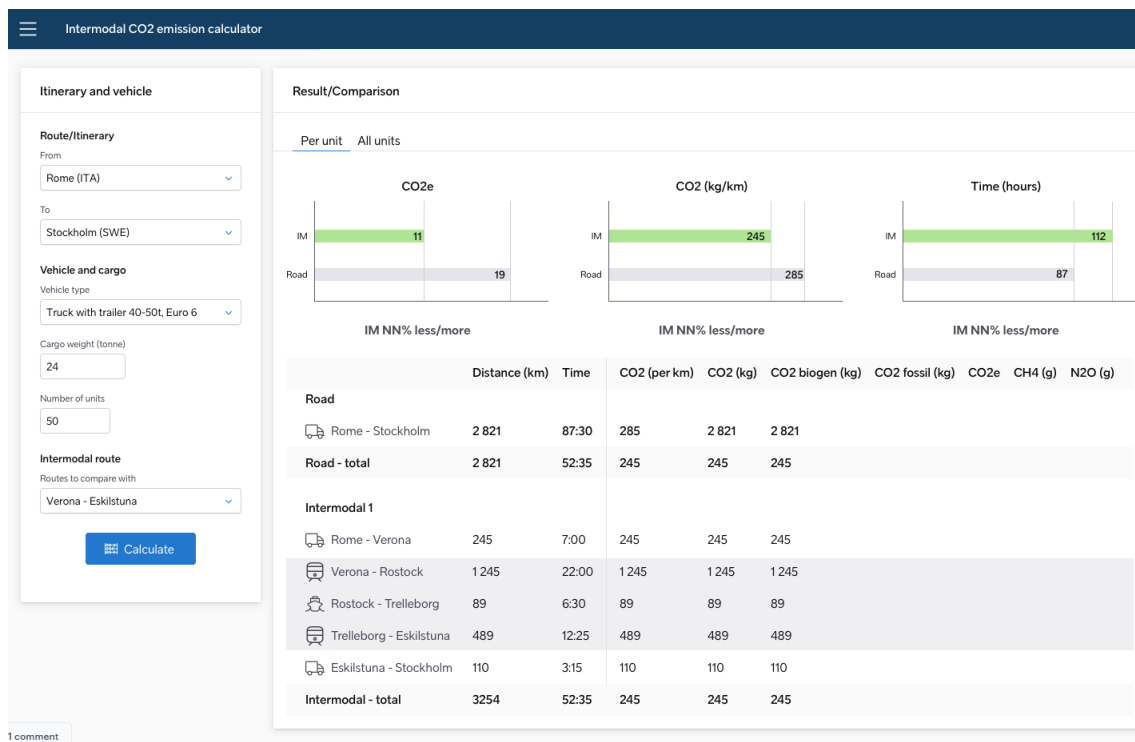 Intermodal CO2 emission calculator
Itinerary and vehicle
Route/Itinerary
From
Rome (ITA)
To
Stockholm (SWE)
Vehicle and cargo
Vehicle type
Truck with trailer 40-50t, Euro 6
Cargo weight (tonne)
24
Number of units
50
Intermodal route
Routes to compare with
Verona - Eskilstuna
Calculate
Result/Comparison
Per unit All units
CO2e
IM 11
Road 19
IM NN% less/more
CO2 (kg/km)
IM 245
Road 285
IM NN% less/more
Time (hours)
IM 112
Road 87
IM NN% less/more
Distance (km) Time CO2 (per km) CO2 (kg) CO2 biogen (kg) CO2 fossil (kg) CO2e CH4 (g) N2O (g)
Road
Rome - Stockholm 2 821 87:30 285 2 821 2 821
Road - total 2 821 52:35 245 245 245
Intermodal 1
Rome - Verona 245 7:00 245 245 245
Verona - Rostock 1 245 22:00 1 245 1 245 1 245
Rostock - Trelleborg 89 6:30 89 89 89
Trelleborg - Eskilstuna 489 12:25 489 489 489
Eskilstuna - Stockholm 110 3:15 110 110 110
Intermodal - total 3254 52:35 245 245 245
1 comment